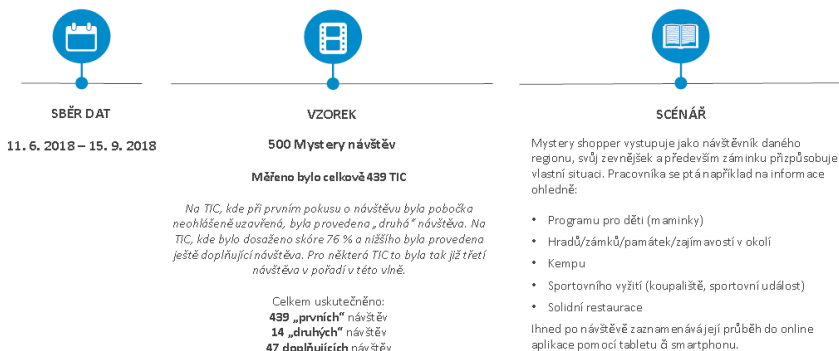 SBĚR DAT
11. 6. 2018 – 15. 9. 2018
VZOREK
500 Mystery návštěv
Měřeno bylo celkově 439 TIC
Na TIC, kde při prvním pokusu o návštěvu byla pobočka
neohlášeně uzavřená, byla provedena „druhá" návštěva. Na
TIC, kde bylo dosaženo skóre 76 % a nižšího byla provedena
ještě doplňující návštěva. Pro některá TIC to byla tak již třetí
návštěva v pořadí v této vlně.
Celkem uskutečněno:
439 „prvních" návštěv
14 „druhých" návštěv
47 doplňujících návštěv
SCÉNÁŘ
Mystery shopper vystupuje jako návštěvník daného
regionu, svůj zevnějšek a především záminku přizpůsobuje
vlastní situaci. Pracovníka se ptá například na informace
ohledně:
• Programu pro děti (maminky)
• Hradů/zámků/památek/zajímavostí v okolí
• Kempu
• Sportovního vyžití (koupaliště, sportovní událost)
• Solidní restaurace
Ihned po návštěvě zaznamenává její průběh do online
aplikace pomocí tabletu či smartphonu.